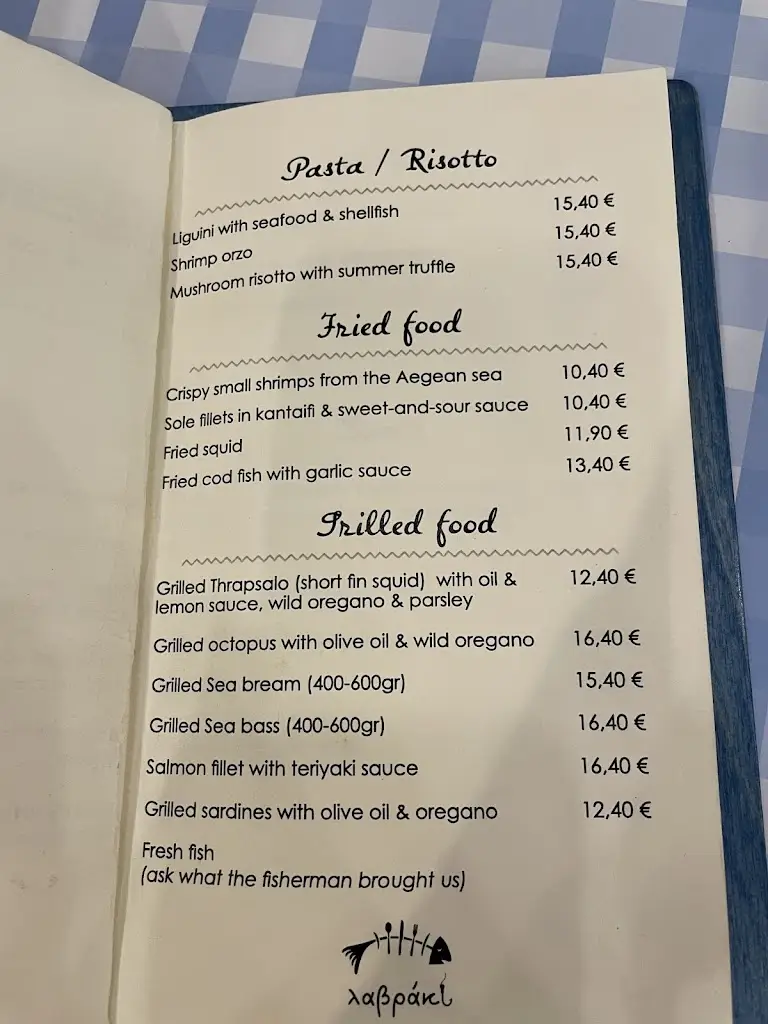 Pasta / Risotto
Liguini with seafood & shellfish 15,40 €
Shrimp orzo 15,40 €
Mushroom risotto with summer truffle 15,40 €
Fried food
Crispy small shrimps from the Aegean sea 10,40 €
Sole fillets in kantaifi & sweet-and-sour sauce 10,40 €
Fried squid 11,90 €
Fried cod fish with garlic sauce 13,40 €
Grilled food
Grilled Thrapsalo (short fin squid) with oil & 12,40 €
lemon sauce, wild oregano & parsley
Grilled octopus with olive oil & wild oregano 16,40 €
Grilled Sea bream (400-600gr) 15,40 €
Grilled Sea bass (400-600gr) 16,40 €
Salmon fillet with teriyaki sauce 16,40 €
Grilled sardines with olive oil & oregano 12,40 €
Fresh fish
(ask what the fisherman brought us)
λαβράκι